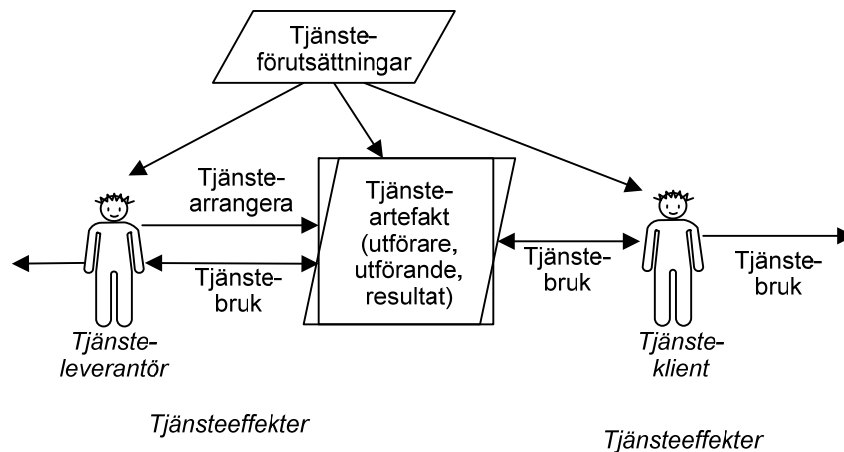 Tjänste-
förutsättningar
Tjänste-
arrangera
Tjänste-
artefakt
(utförare,
utförande,
resultat)
Tjänste-
bruk
Tjänste-
bruk
Tjänste-
bruk
Tjänste-
leverantör
Tjänste-
klient
Tjänsteeffekter
Tjänsteeffekter